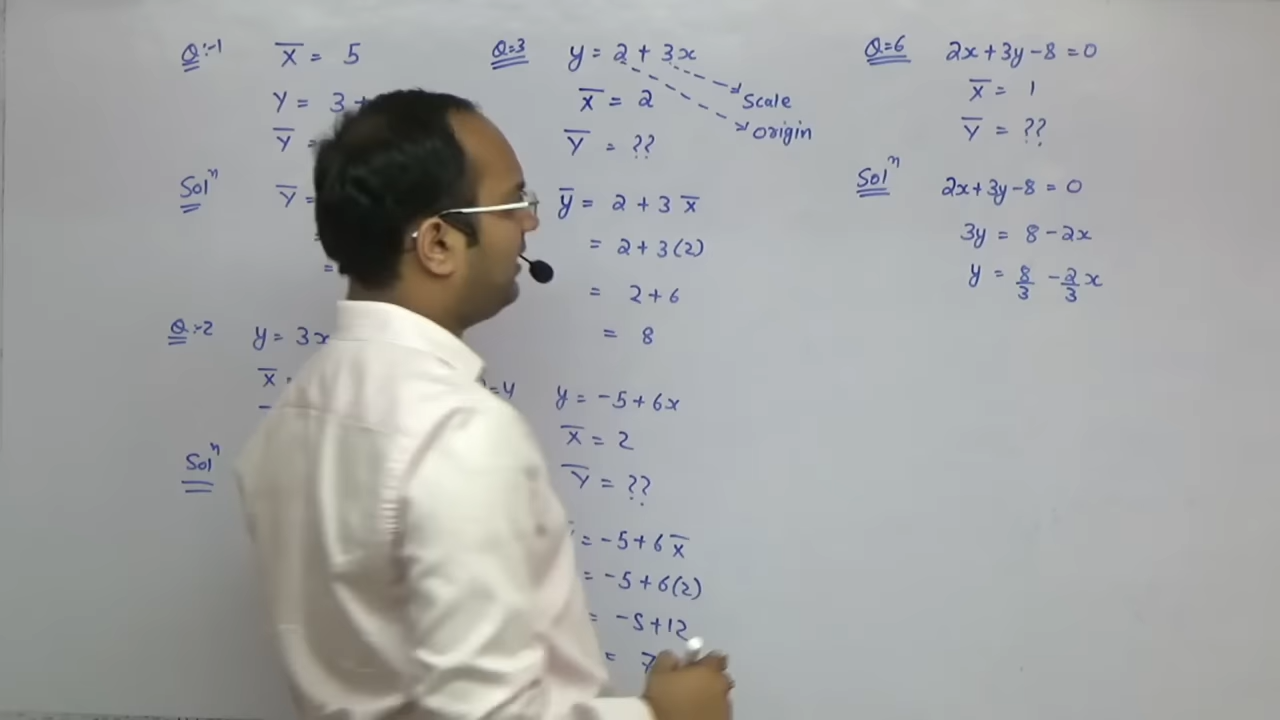 Q:-1 X̅ = 5
Y = 3+
Y̅ =
Solⁿ Y̅ =
=
=
Q:-2 y = 3x
X̅
Solⁿ
Q=3 y = 2 + 3x
Scale
X̅ = 2
origin
Y̅ = ??
y̅ = 2 + 3 x̅
= 2 + 3(2)
= 2 + 6
= 8
=4 y = -5 + 6x
X̅ = 2
Y̅ = ??
= -5 + 6 x̅
= -5 + 6(2)
= -5 + 12
= 7
Q=6 2x + 3y - 8 = 0
X̅ = 1
Y̅ = ??
Solⁿ 2x + 3y - 8 = 0
3y = 8 - 2x
y = 8/3 - 2/3 x